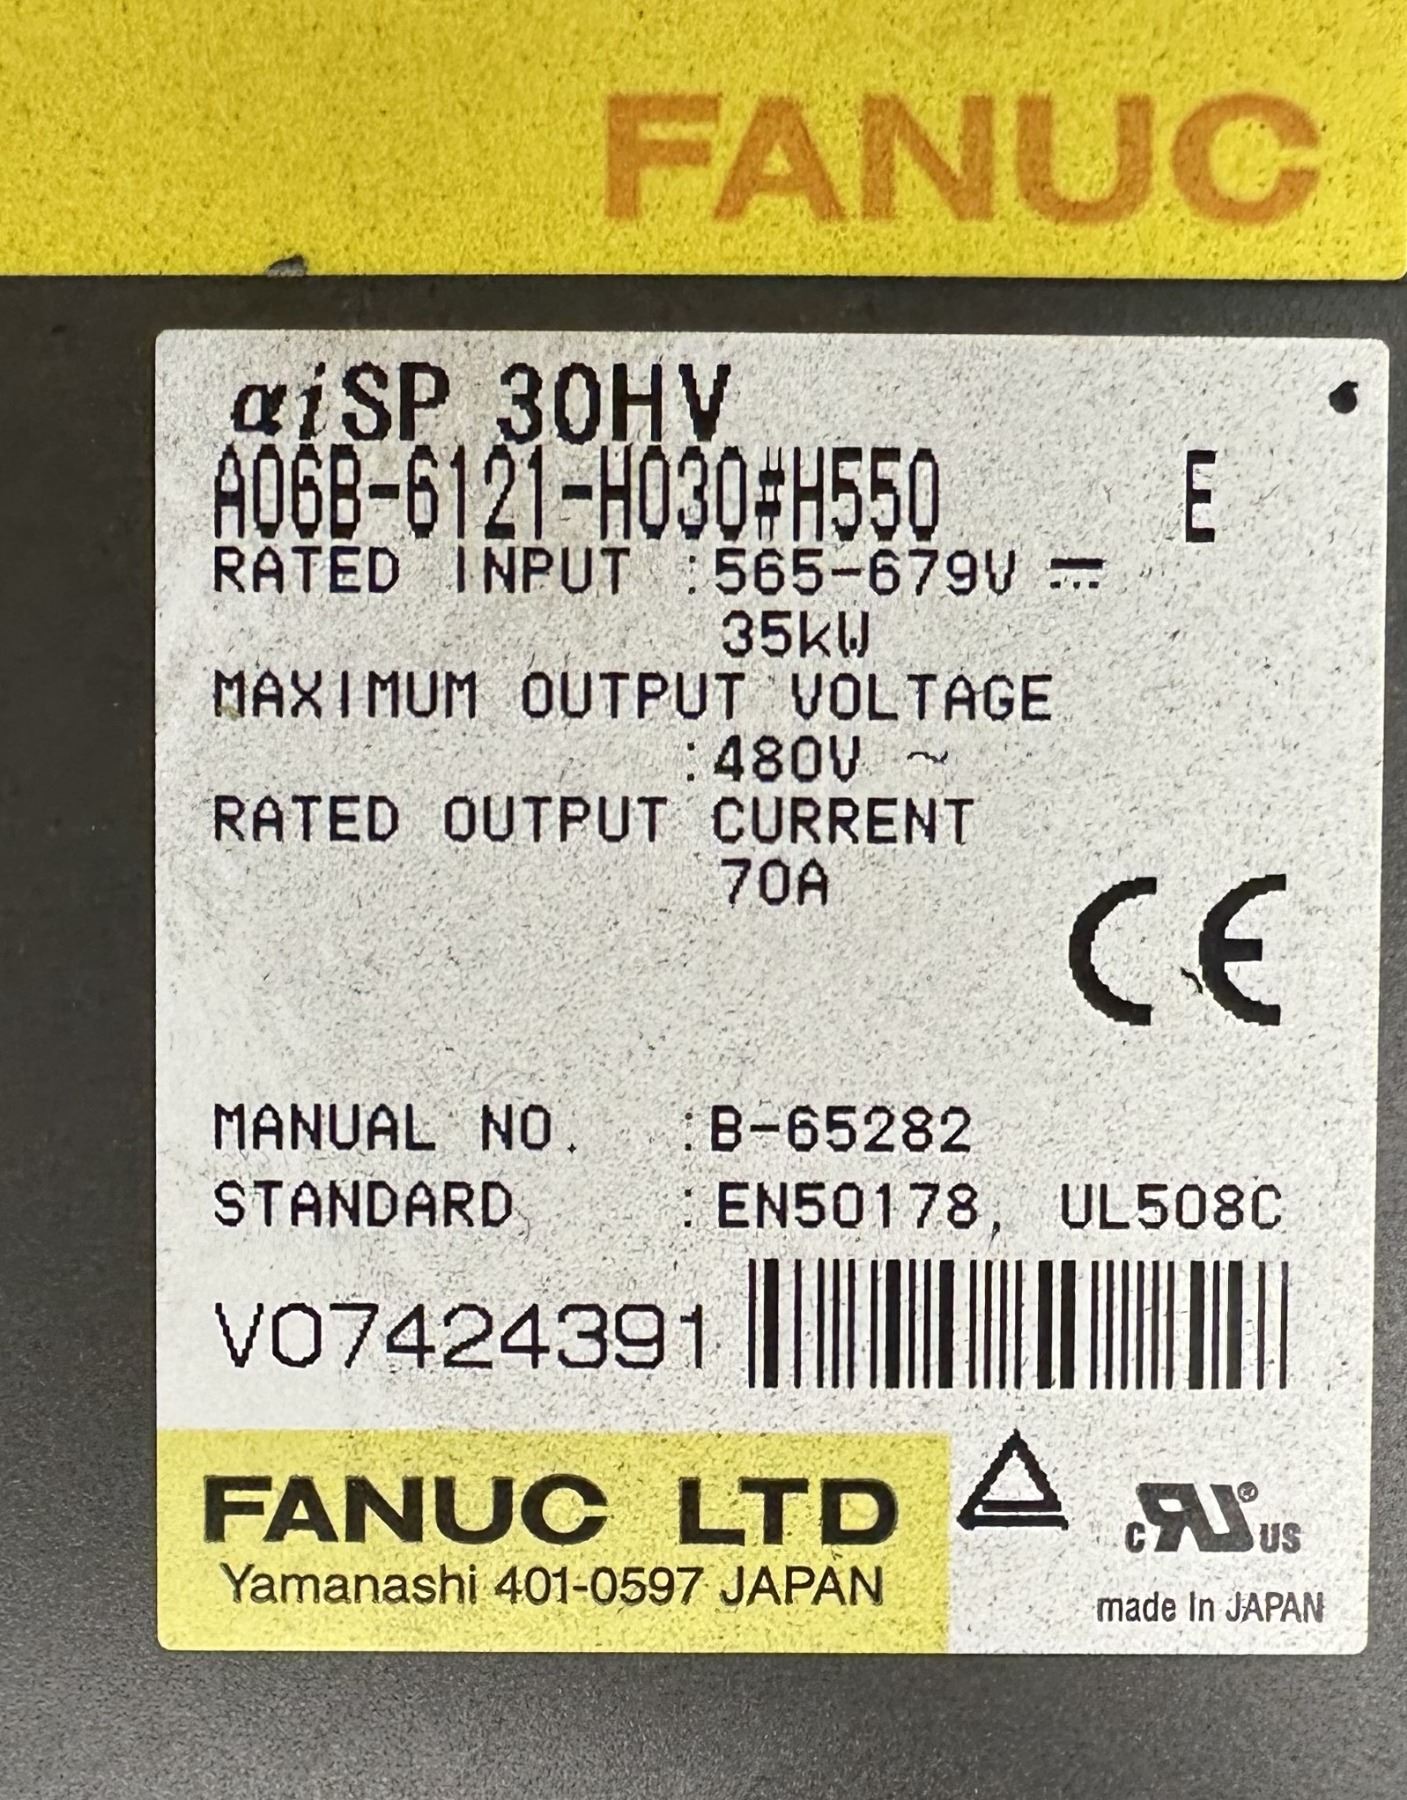 FANUC
αiSP 30HV
A06B-6121-H030#H550 E
RATED INPUT :565-679V ⎓
35kW
MAXIMUM OUTPUT VOLTAGE
:480V ~
RATED OUTPUT CURRENT
70A
CE
MANUAL NO. :B-65282
STANDARD :EN50178, UL508C
V07424391
FANUC LTD
Yamanashi 401-0597 JAPAN
c RU ® US
made in JAPAN